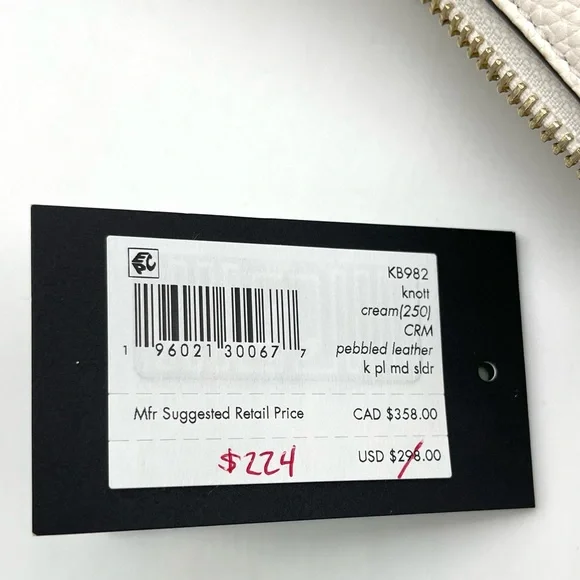 EPC
KB982
knott
cream(250)
CRM
pebbled leather
k pl md sldr
1 96021 30067 7
Mfr Suggested Retail Price CAD $358.00
$224 USD $298.00